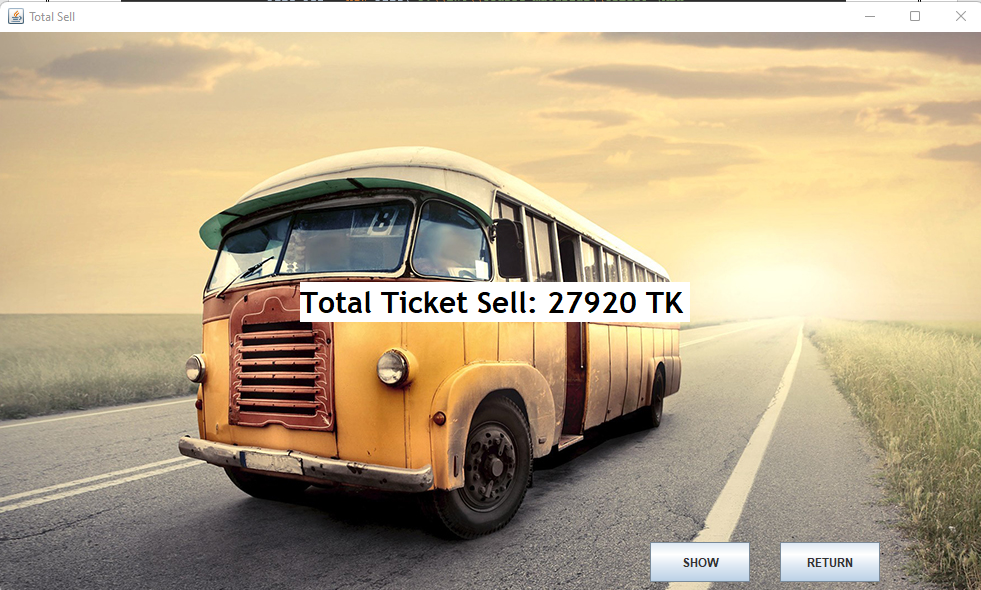 Total Sell
Total Ticket Sell: 27920 TK
SHOW
RETURN